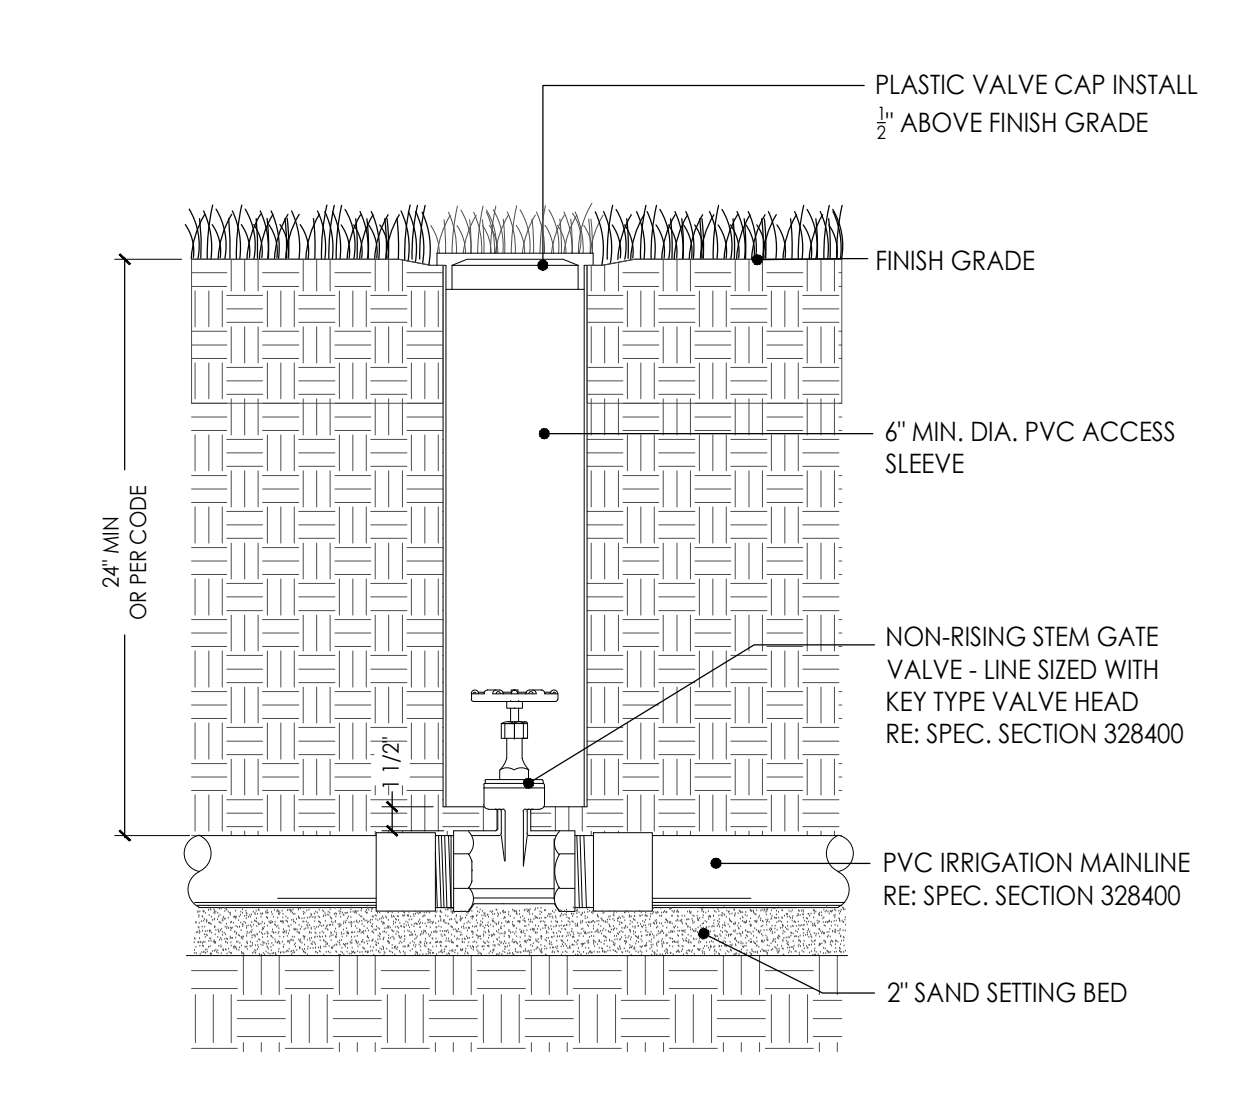 PLASTIC VALVE CAP INSTALL
½" ABOVE FINISH GRADE
FINISH GRADE
6" MIN. DIA. PVC ACCESS
SLEEVE
24" MIN
OR PER CODE
NON-RISING STEM GATE
VALVE - LINE SIZED WITH
KEY TYPE VALVE HEAD
RE: SPEC. SECTION 328400
1 1/2"
PVC IRRIGATION MAINLINE
RE: SPEC. SECTION 328400
2" SAND SETTING BED